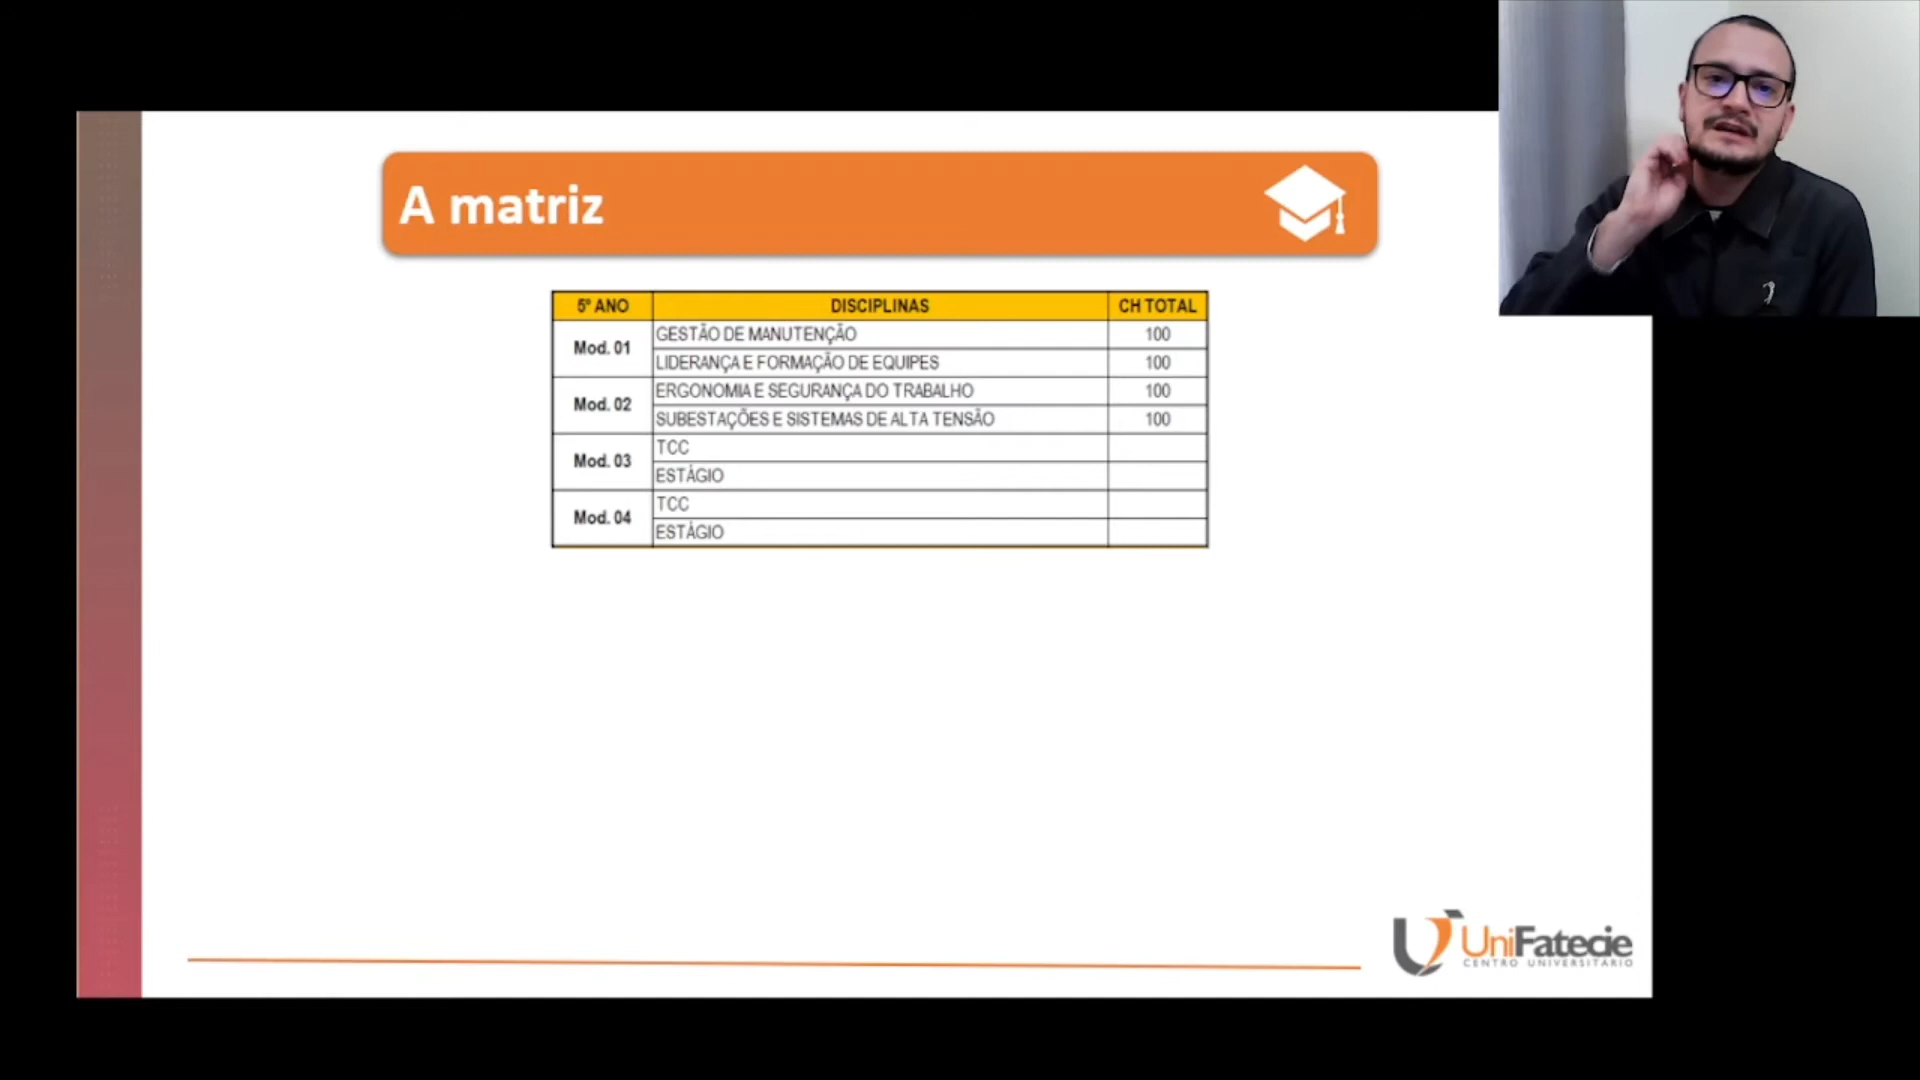 A matriz
5º ANO DISCIPLINAS CH TOTAL
Mod. 01 GESTÃO DE MANUTENÇÃO 100
LIDERANÇA E FORMAÇÃO DE EQUIPES 100
Mod. 02 ERGONOMIA E SEGURANÇA DO TRABALHO 100
SUBESTAÇÕES E SISTEMAS DE ALTA TENSÃO 100
Mod. 03 TCC
ESTÁGIO
Mod. 04 TCC
ESTÁGIO
UniFatecie
CENTRO UNIVERSITÁRIO